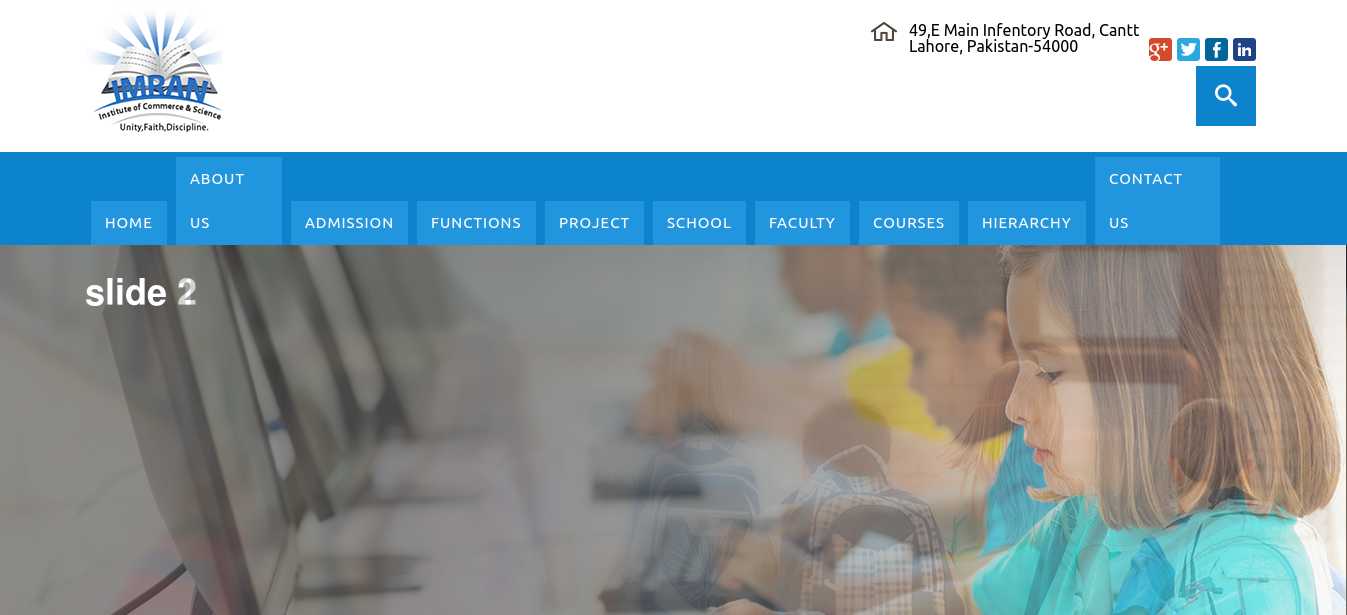 IMRAN
Institute of Commerce & Science
Unity,Faith,Discipline.
49,E Main Infentory Road, Cantt
Lahore, Pakistan-54000
g+
f
in
HOME
ABOUT
US
ADMISSION
FUNCTIONS
PROJECT
SCHOOL
FACULTY
COURSES
HIERARCHY
CONTACT
US
slide 2